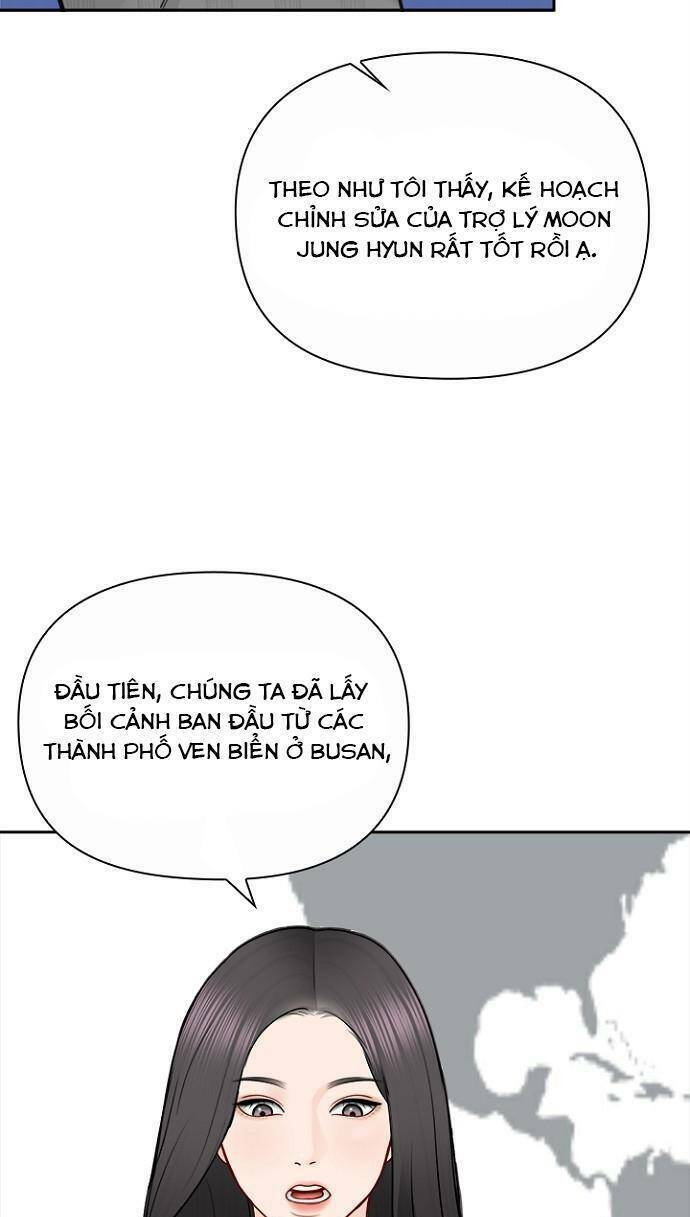 THEO NHƯ TÔI THẤY, KẾ HOẠCH
CHỈNH SỬA CỦA TRỢ LÝ MOON
JUNG HYUN RẤT TỐT RỒI Ạ.
ĐẦU TIÊN, CHÚNG TA ĐÃ LẤY
BỐI CẢNH BAN ĐẦU TỪ CÁC
THÀNH PHỐ VEN BIỂN Ở BUSAN,